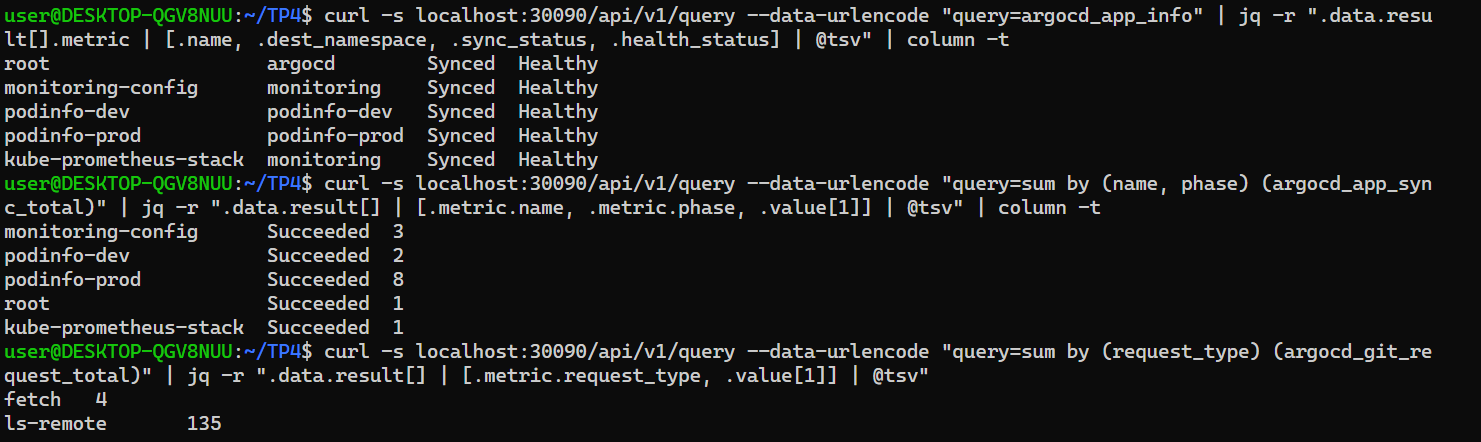 user@DESKTOP-QGV8NUU:~/TP4$ curl -s localhost:30090/api/v1/query --data-urlencode "query=argocd_app_info" | jq -r ".data.resu
lt[].metric | [.name, .dest_namespace, .sync_status, .health_status] | @tsv" | column -t
root                   argocd        Synced  Healthy
monitoring-config      monitoring    Synced  Healthy
podinfo-dev            podinfo-dev   Synced  Healthy
podinfo-prod           podinfo-prod  Synced  Healthy
kube-prometheus-stack  monitoring    Synced  Healthy
user@DESKTOP-QGV8NUU:~/TP4$ curl -s localhost:30090/api/v1/query --data-urlencode "query=sum by (name, phase) (argocd_app_syn
c_total)" | jq -r ".data.result[] | [.metric.name, .metric.phase, .value[1]] | @tsv" | column -t
monitoring-config      Succeeded  3
podinfo-dev            Succeeded  2
podinfo-prod           Succeeded  8
root                   Succeeded  1
kube-prometheus-stack  Succeeded  1
user@DESKTOP-QGV8NUU:~/TP4$ curl -s localhost:30090/api/v1/query --data-urlencode "query=sum by (request_type) (argocd_git_re
quest_total)" | jq -r ".data.result[] | [.metric.request_type, .value[1]] | @tsv"
fetch   4
ls-remote       135